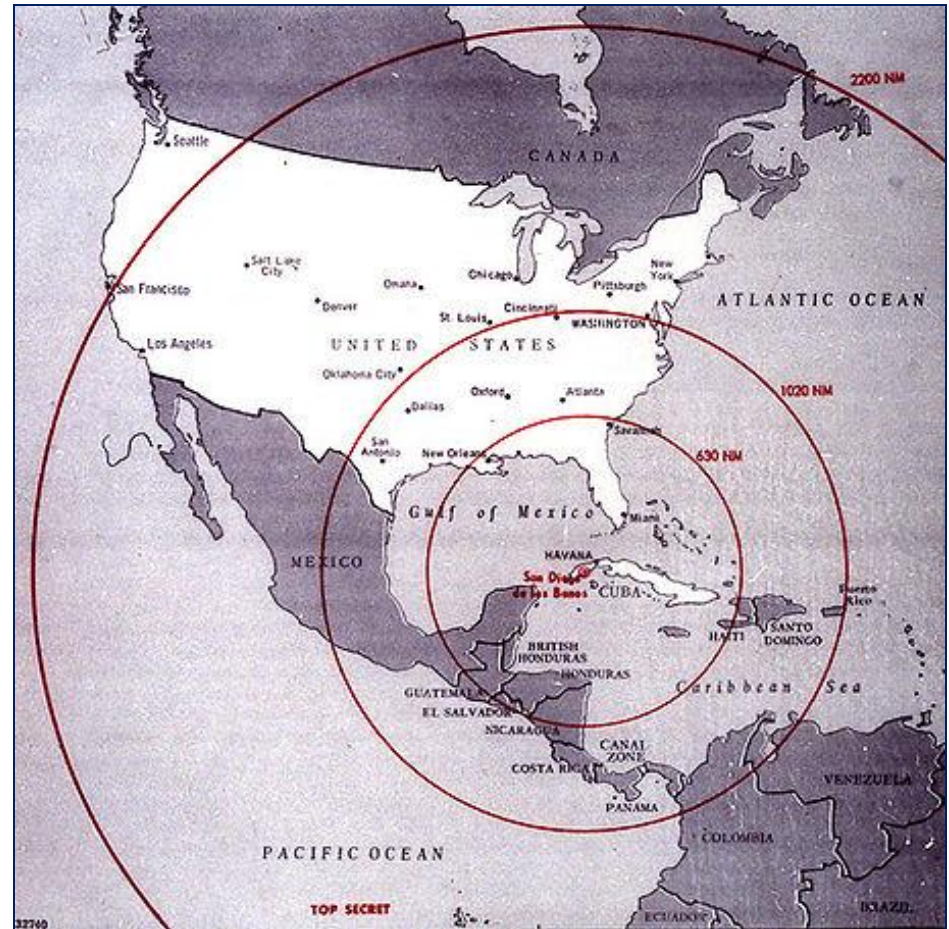 2200 NM
Seattle
CANADA
Salt Lake
City
Chicago
New
York
San Francisco
Denver
Omana
Pittsburgh
ATLANTIC OCEAN
St. Louis
Cincinnati
WASHINGTON
Los Angeles
UNITED STATES
Oklahoma City
Oxford
Atlanta
1020 NM
Dallas
Savannah
San
Antonio
New Orleans
630 NM
Gulf of Mexico
Miami
MEXICO
HAVANA
San Diego
de los Banos
CUBA
Puerto
Rico
HAITI
SANTO
DOMINGO
BRITISH
HONDURAS
HONDURAS
GUATEMALA
Caribbean Sea
EL SALVADOR
NICARAGUA
CANAL
ZONE
COSTA RICA
VENEZUELA
PANAMA
COLOMBIA
PACIFIC OCEAN
TOP SECRET
BRAZIL
ECUADOR
32760